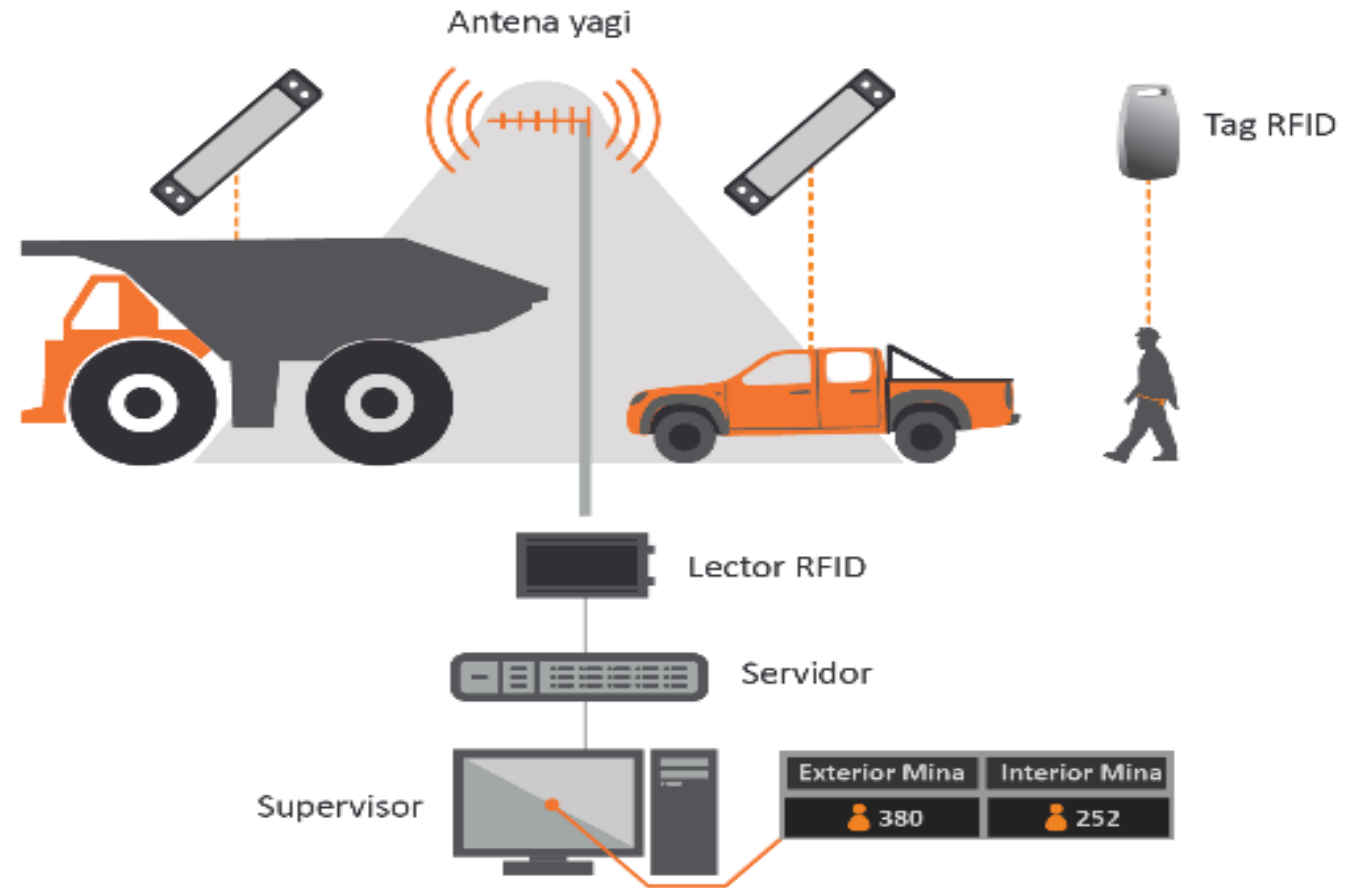 Antena yagi
Tag RFID
Lector RFID
Servidor
Supervisor
Exterior Mina
Interior Mina
380
252